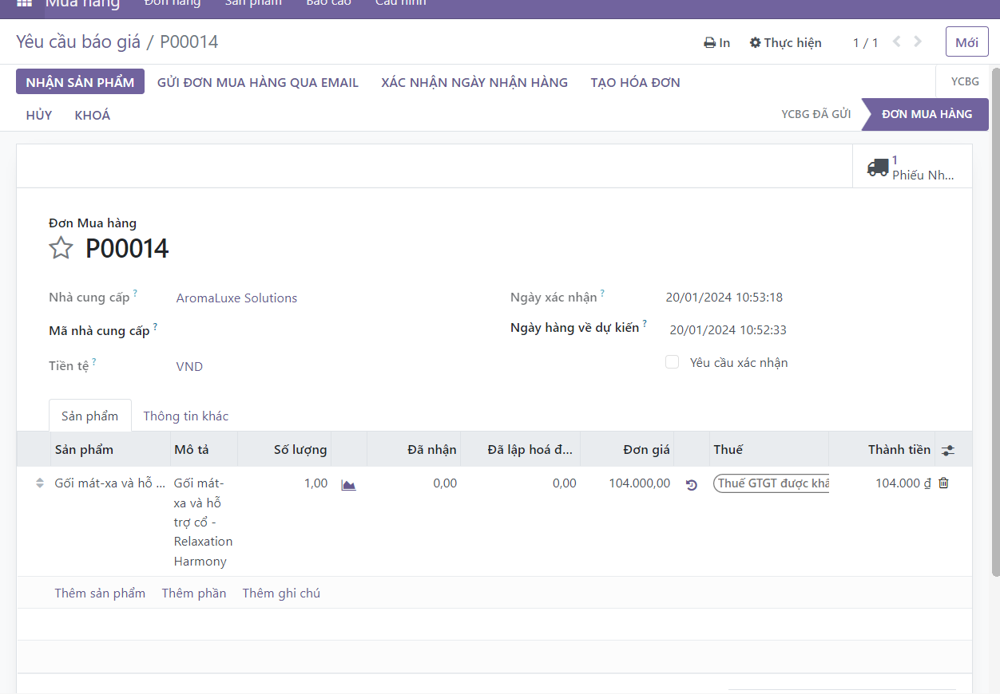 Mua hàng Đơn hàng Sản phẩm Báo cáo Cấu hình
Yêu cầu báo giá / P00014 In Thực hiện 1 / 1 Mới
NHẬN SẢN PHẨM GỬI ĐƠN MUA HÀNG QUA EMAIL XÁC NHẬN NGÀY NHẬN HÀNG TẠO HÓA ĐƠN YCBG
HỦY KHOÁ YCBG ĐÃ GỬI ĐƠN MUA HÀNG
1
Phiếu Nh...
Đơn Mua hàng
P00014
Nhà cung cấp ? AromaLuxe Solutions Ngày xác nhận ? 20/01/2024 10:53:18
Mã nhà cung cấp ? Ngày hàng về dự kiến ? 20/01/2024 10:52:33
Tiền tệ ? VND Yêu cầu xác nhận
Sản phẩm Thông tin khác
Sản phẩm Mô tả Số lượng Đã nhận Đã lập hoá đ... Đơn giá Thuế Thành tiền
Gối mát-xa và hỗ ... Gối mát- 1,00 0,00 0,00 104.000,00 Thuế GTGT được khấ 104.000 ₫
xa và hỗ
trợ cổ -
Relaxation
Harmony
Thêm sản phẩm Thêm phần Thêm ghi chú